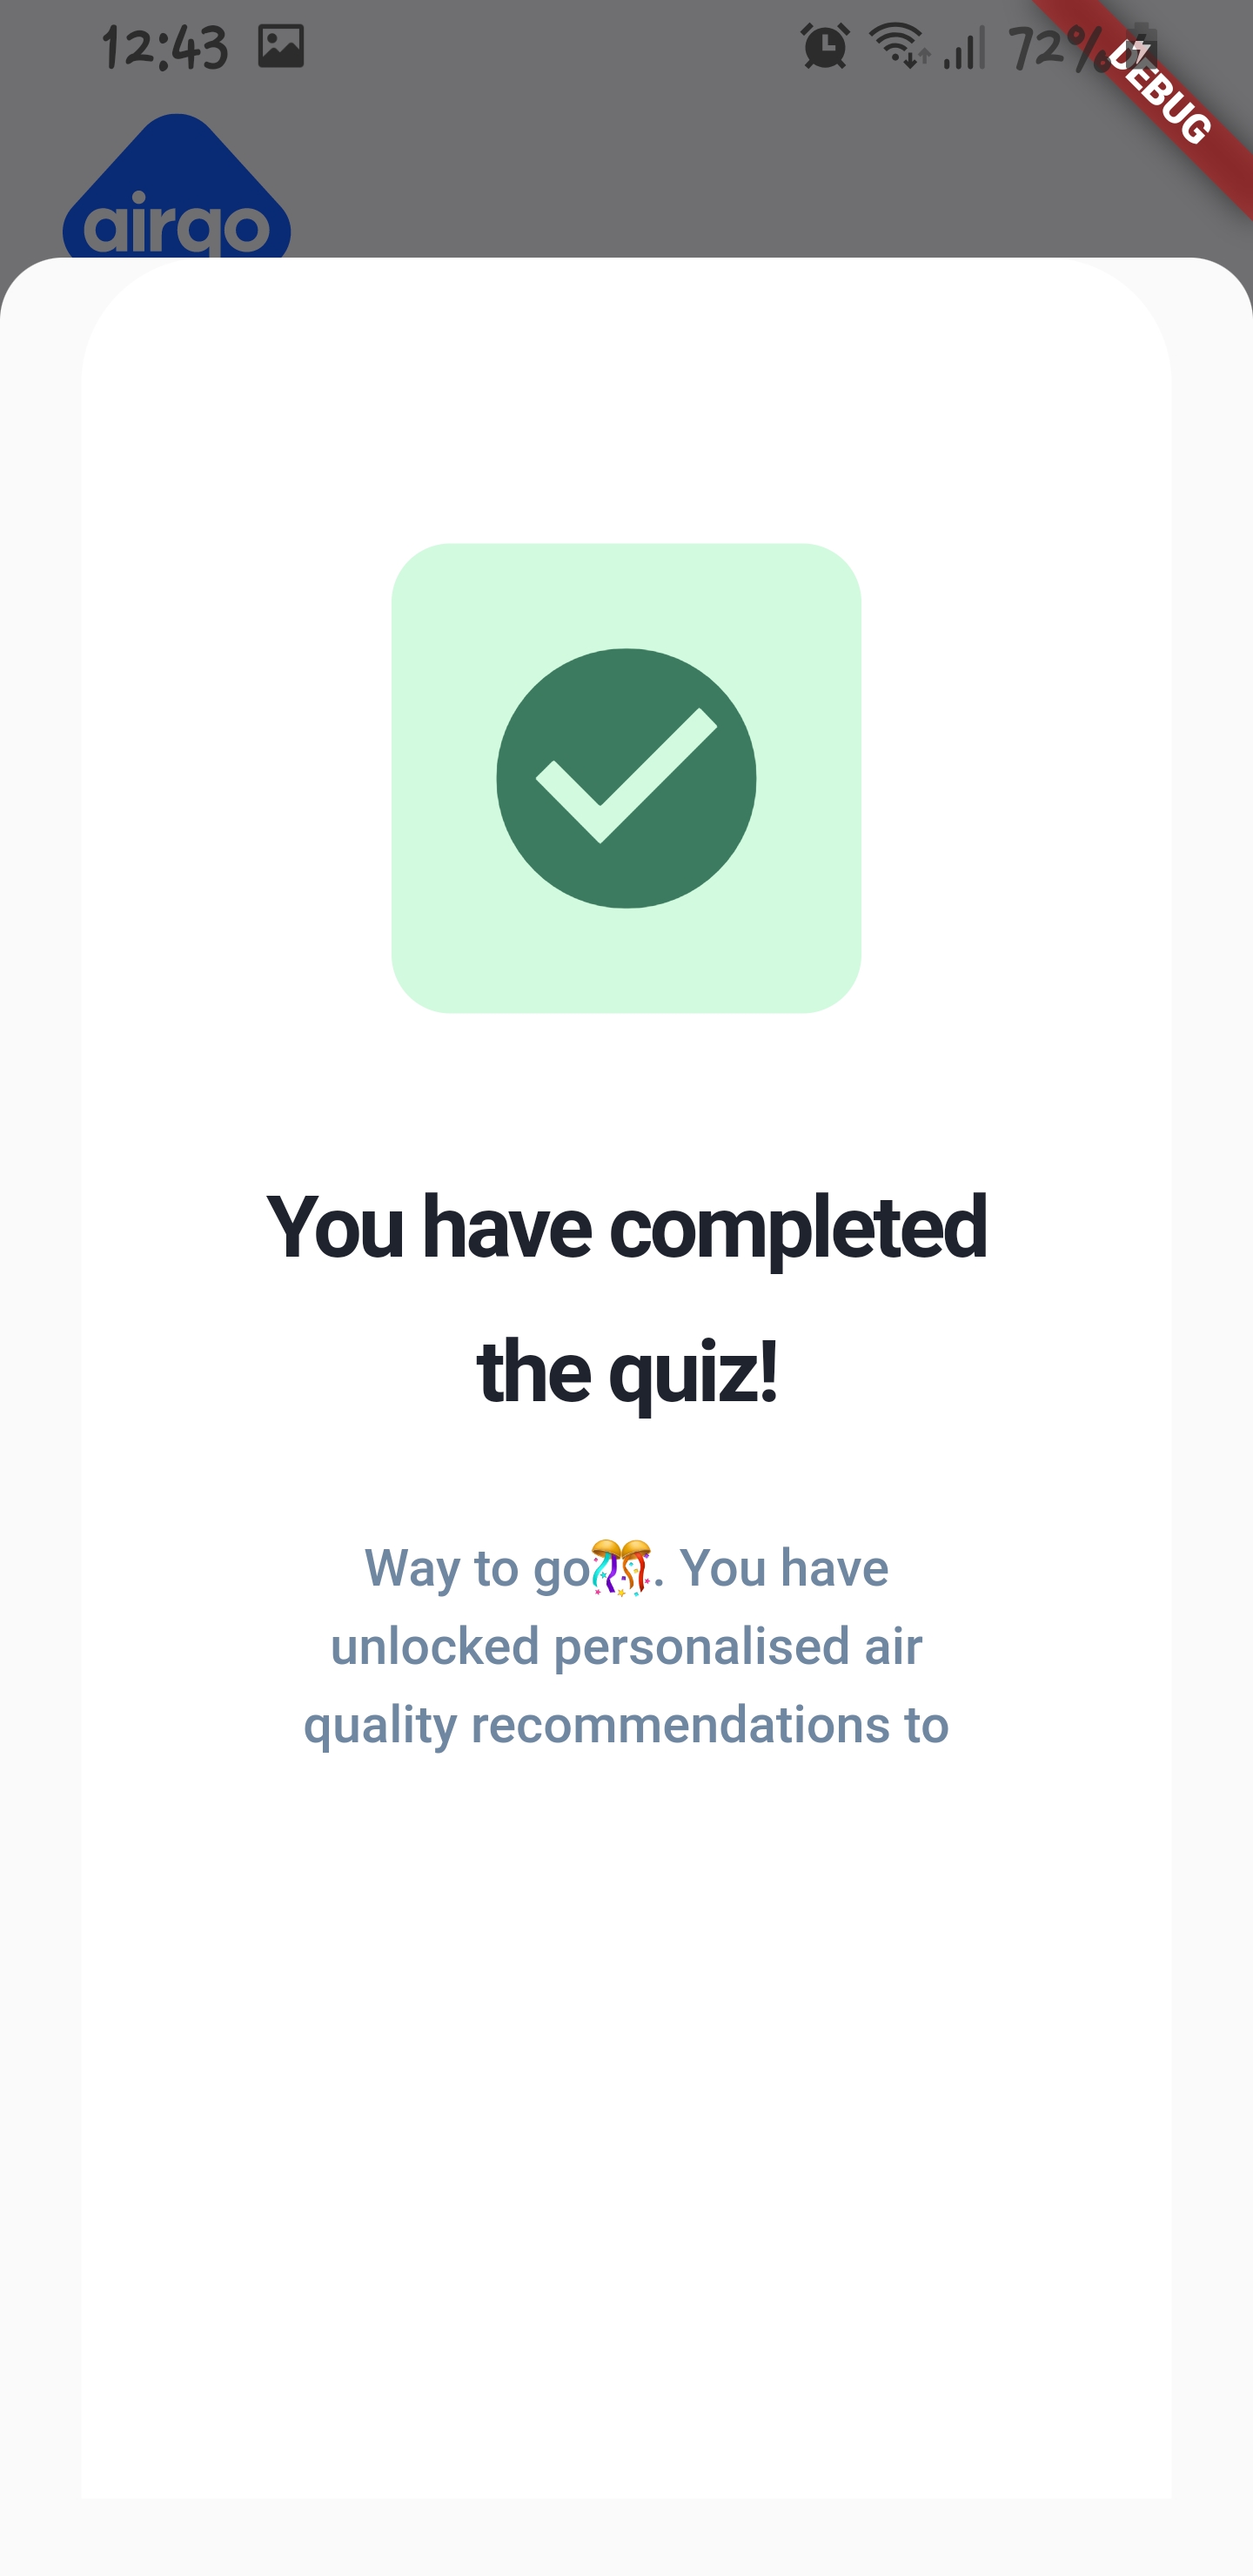 12:43
72%
DEBUG
airqo
You have completed
the quiz!
Way to go🎊. You have
unlocked personalised air
quality recommendations to